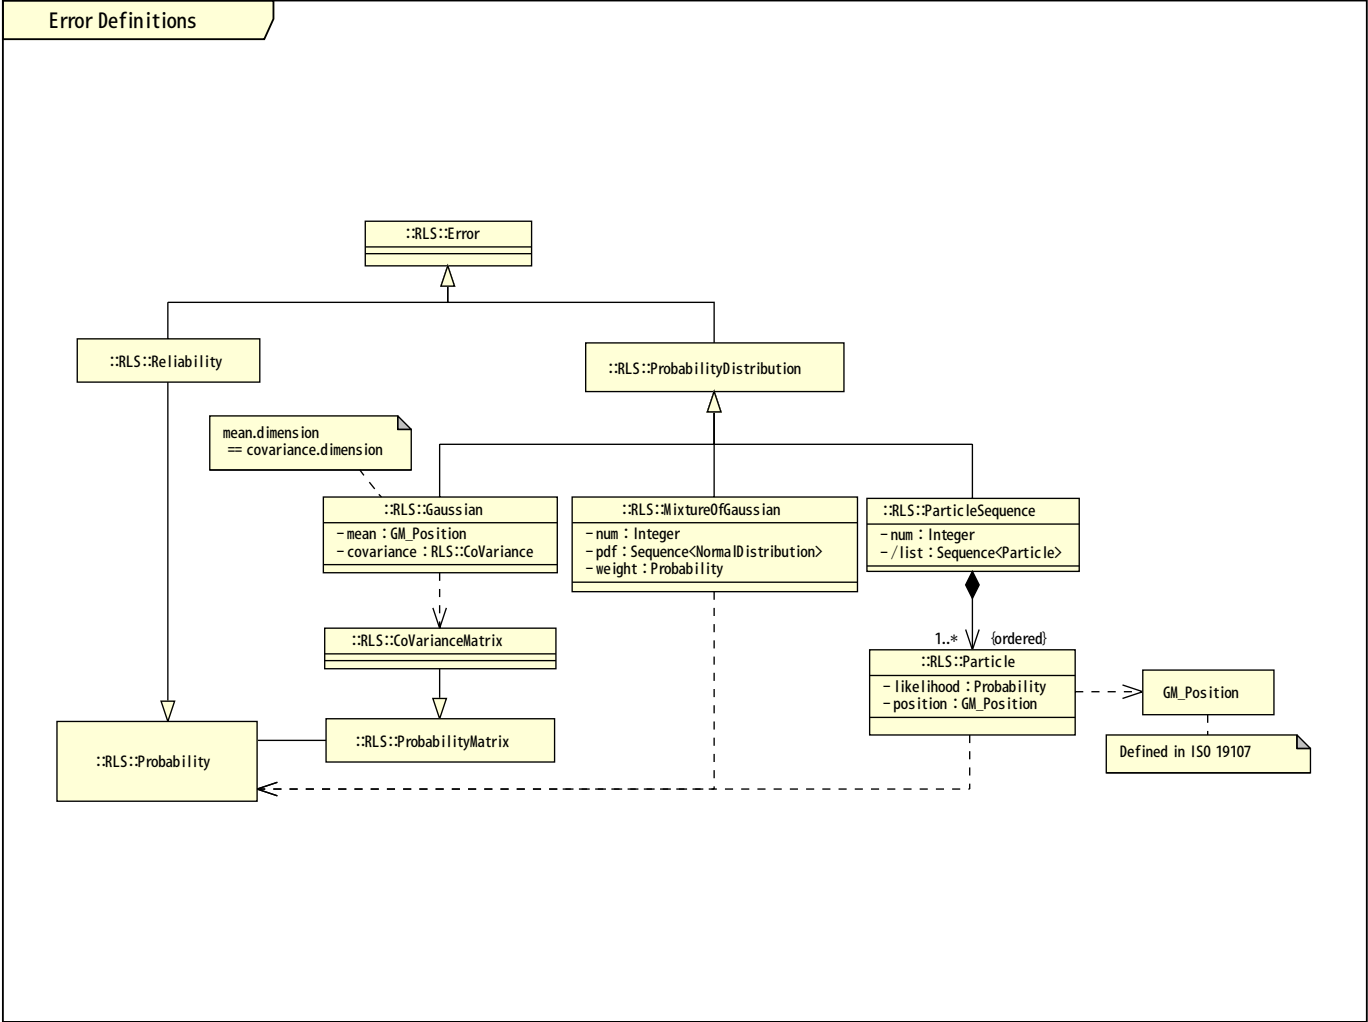 Error Definitions
::RLS::Error
::RLS::Reliability
::RLS::ProbabilityDistribution
mean.dimension
== covariance.dimension
::RLS::Gaussian
- mean : GM_Position
- covariance : RLS::CoVariance
::RLS::MixtureOfGaussian
- num : Integer
- pdf : Sequence<NormalDistribution>
- weight : Probability
::RLS::ParticleSequence
- num : Integer
- /list : Sequence<Particle>
::RLS::CoVarianceMatrix
1..* {ordered}
::RLS::Particle
- likelihood : Probability
- position : GM_Position
GM_Position
::RLS::ProbabilityMatrix
::RLS::Probability
Defined in ISO 19107